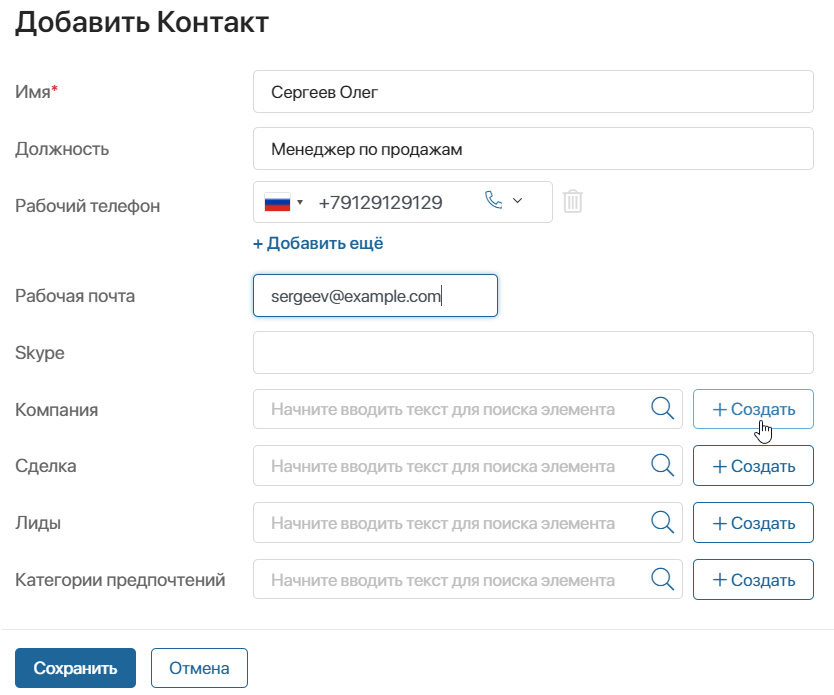 Добавить Контакт
Имя* Сергеев Олег
Должность Менеджер по продажам
Рабочий телефон +79129129129
+ Добавить ещё
Рабочая почта sergeev@example.com
Skype
Компания Начните вводить текст для поиска элемента + Создать
Сделка Начните вводить текст для поиска элемента + Создать
Лиды Начните вводить текст для поиска элемента + Создать
Категории предпочтений Начните вводить текст для поиска элемента + Создать
Сохранить Отмена